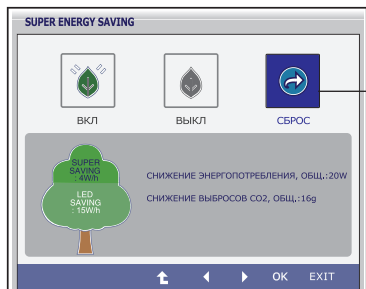 SUPER ENERGY SAVING
ВКЛ
ВЫКЛ
СБРОС
SUPER
SAVING
: 4W/h
LED
SAVING
: 15W/h
СНИЖЕНИЕ ЭНЕРГОПОТРЕБЛЕНИЯ, ОБЩ.:20W
СНИЖЕНИЕ ВЫБРОСОВ CO2, ОБЩ.:16g
OK
EXIT